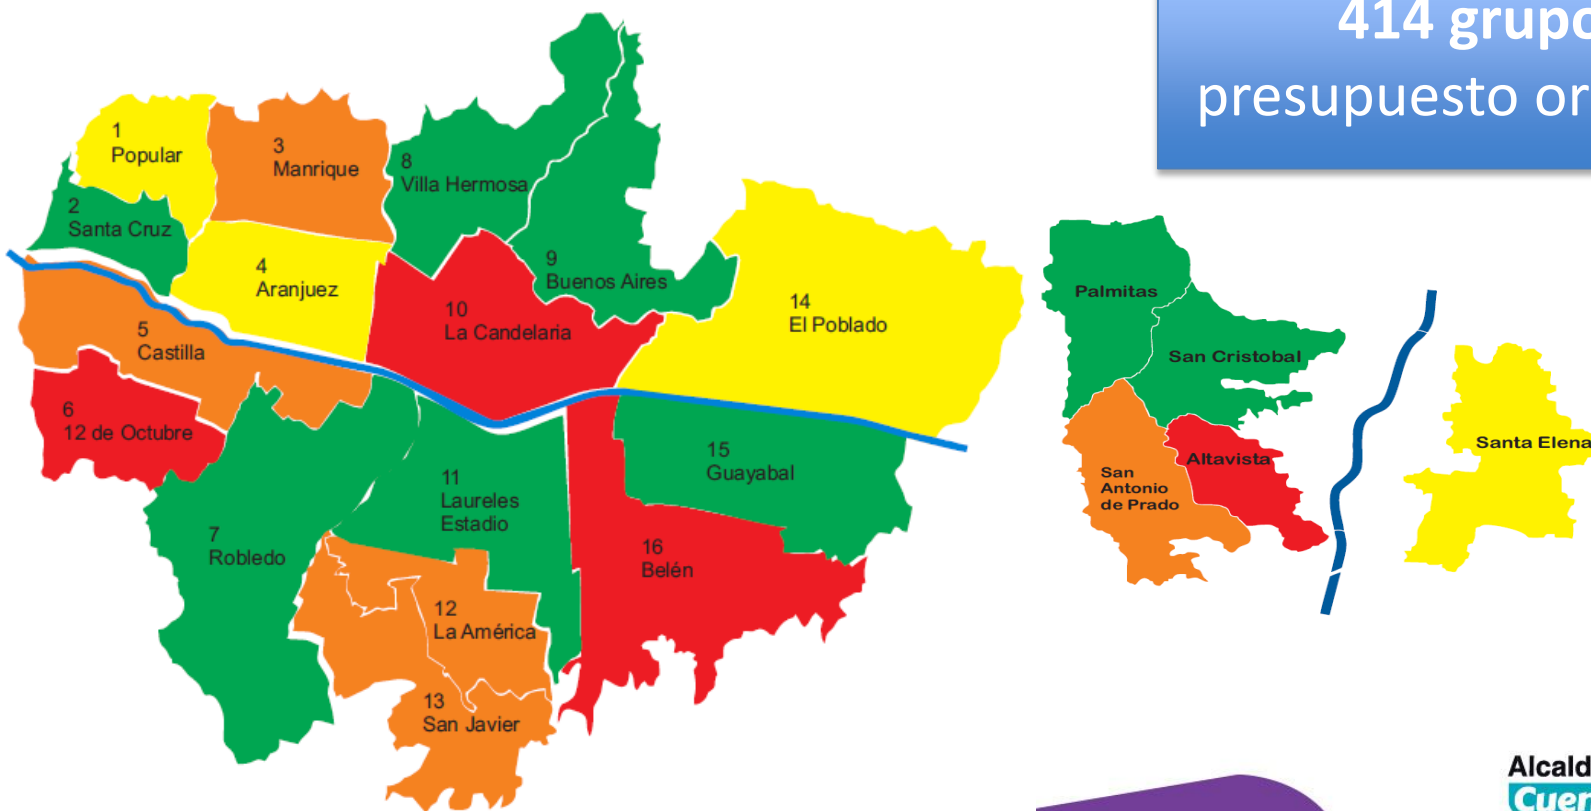 414 grupo
presupuesto or
1
Popular
2
Santa Cruz
3
Manrique
4
Aranjuez
5
Castilla
6
12 de Octubre
7
Robledo
8
Villa Hermosa
9
Buenos Aires
10
La Candelaria
11
Laureles
Estadio
12
La América
13
San Javier
14
El Poblado
15
Guayabal
16
Belén
Palmitas
San Cristobal
San
Antonio
de Prado
Altavista
Santa Elena
Alcald
Cuer